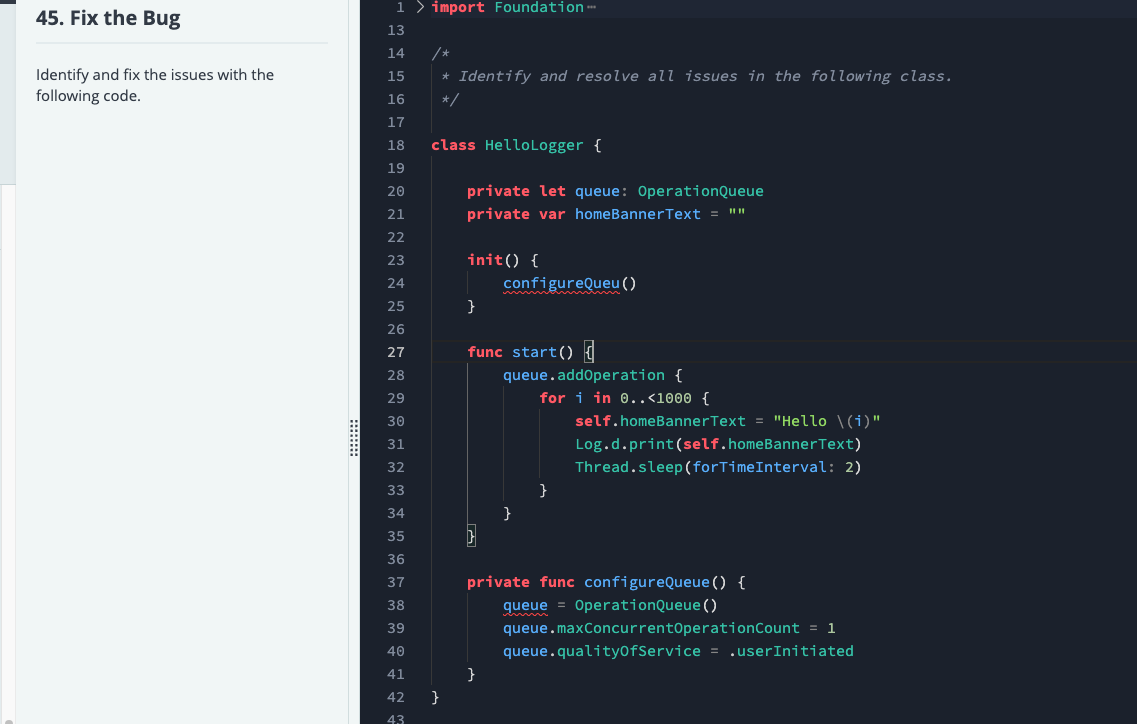 45. Fix the Bug
Identify and fix the issues with the
following code.
1 import Foundation
13
14 /*
15 * Identify and resolve all issues in the following class.
16 */
17
18 class HelloLogger {
19
20 private let queue: OperationQueue
21 private var homeBannerText = ""
22
23 init() {
24 configureQueu()
25 }
26
27 func start() {
28 queue.addOperation {
29 for i in 0..<1000 {
30 self.homeBannerText = "Hello \(i)"
31 Log.d.print(self.homeBannerText)
32 Thread.sleep(forTimeInterval: 2)
33 }
34 }
35 }
36
37 private func configureQueue() {
38 queue = OperationQueue()
39 queue.maxConcurrentOperationCount = 1
40 queue.qualityOfService = .userInitiated
41 }
42 }
43